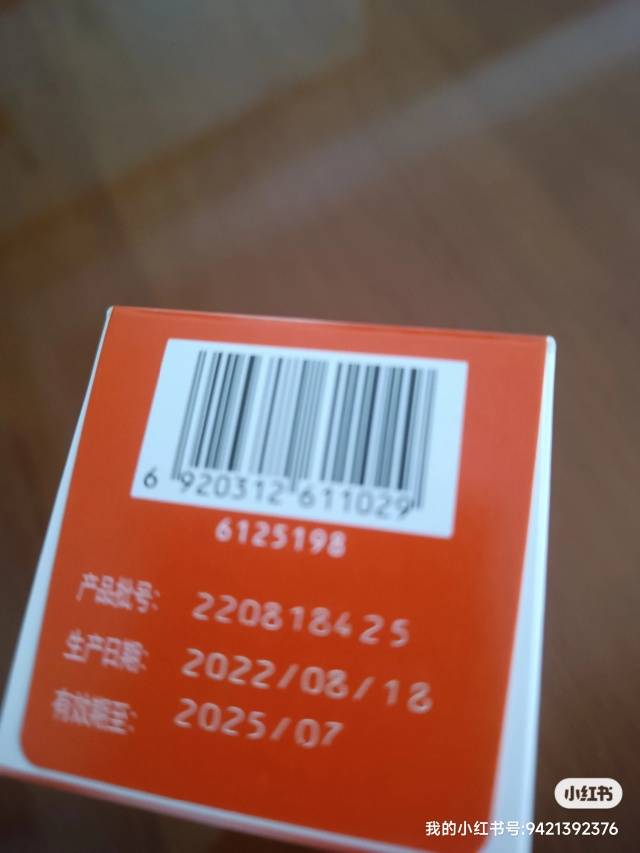 6 920312 611029
6125198
产品批号: 220818425
生产日期: 2022/08/18
有效期至: 2025/07
小红书
我的小红书号:9421392376